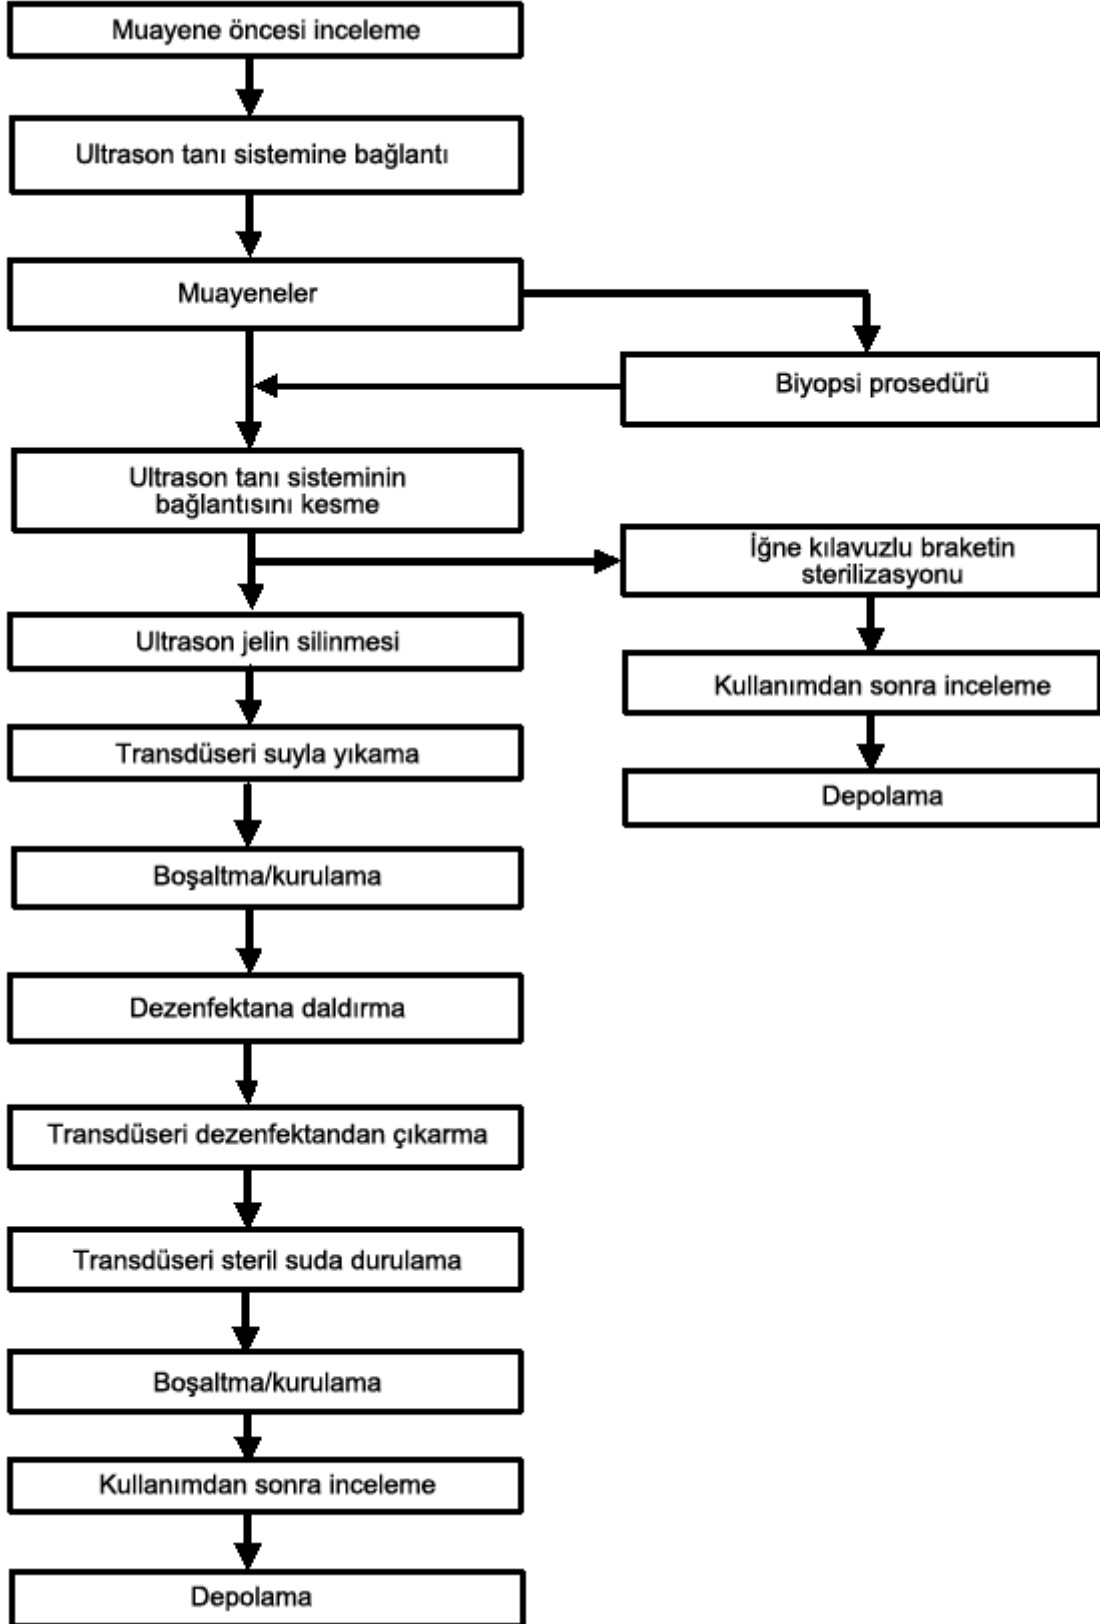 Muayene öncesi inceleme
Ultrason tanı sistemine bağlantı
Muayeneler
Biyopsi prosedürü
Ultrason tanı sisteminin
bağlantısını kesme
İğne kılavuzlu braketin
sterilizasyonu
Ultrason jelin silinmesi
Kullanımdan sonra inceleme
Transdüseri suyla yıkama
Depolama
Boşaltma/kurulama
Dezenfektana daldırma
Transdüseri dezenfektandan çıkarma
Transdüseri steril suda durulama
Boşaltma/kurulama
Kullanımdan sonra inceleme
Depolama